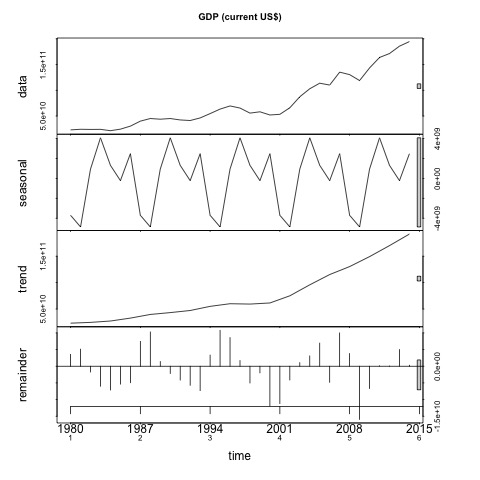 GDP (current US$)
data
5.0e+10 1.5e+11
seasonal
-4e+09 0e+00 4e+09
trend
5.0e+10 1.5e+11
remainder
-1.5e+10 0.0e+00
1980 1987 1994 2001 2008 2015
1 2 3 4 5 6
time